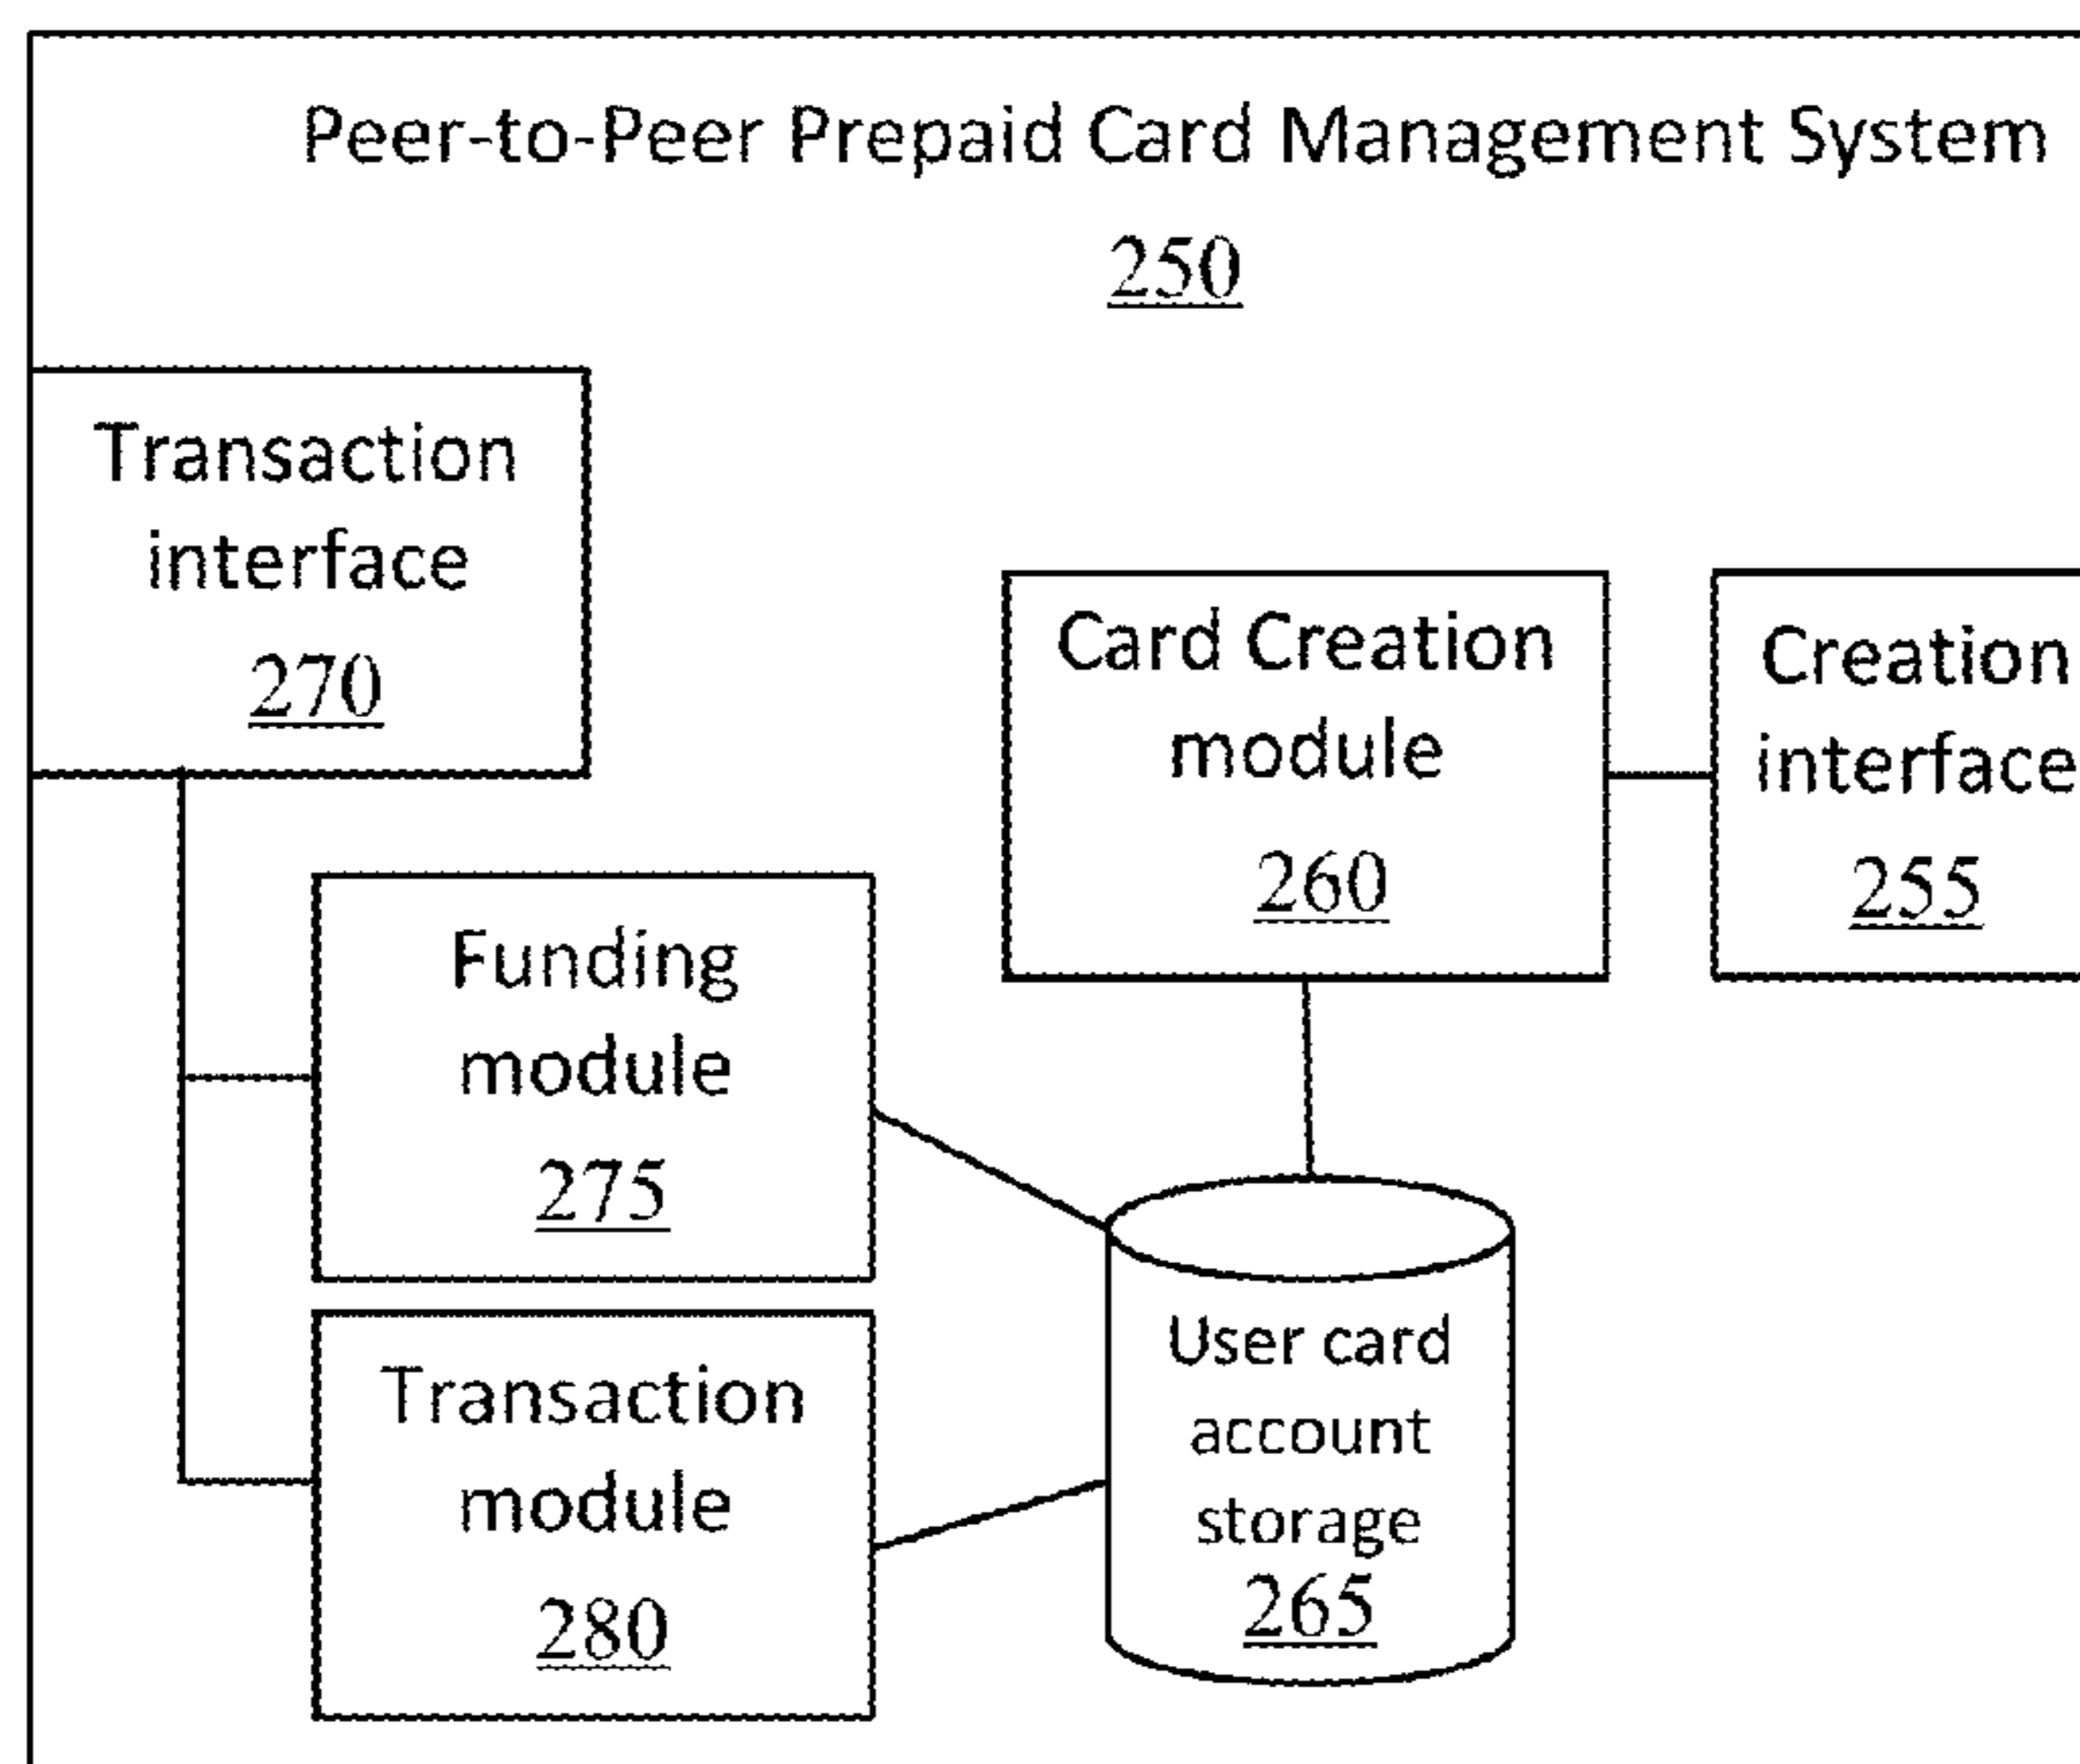 Peer-to-Peer Prepaid Card Management System
250
Transaction
interface
270
Card Creation
module
260
Creation
interface
255
Funding
module
275
Transaction
module
280
User card
account
storage
265